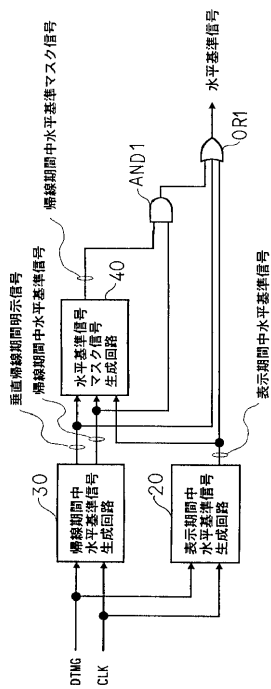 DTMG
CLK
30
帰線期間中
水平基準信号
生成回路
20
表示期間中
水平基準信号
生成回路
垂直帰線期間明示信号
帰線期間中水平基準信号
40
水平基準信号
マスク信号
生成回路
帰線期間中水平基準マスク信号
AND1
表示期間中水平基準信号
OR1
水平基準信号